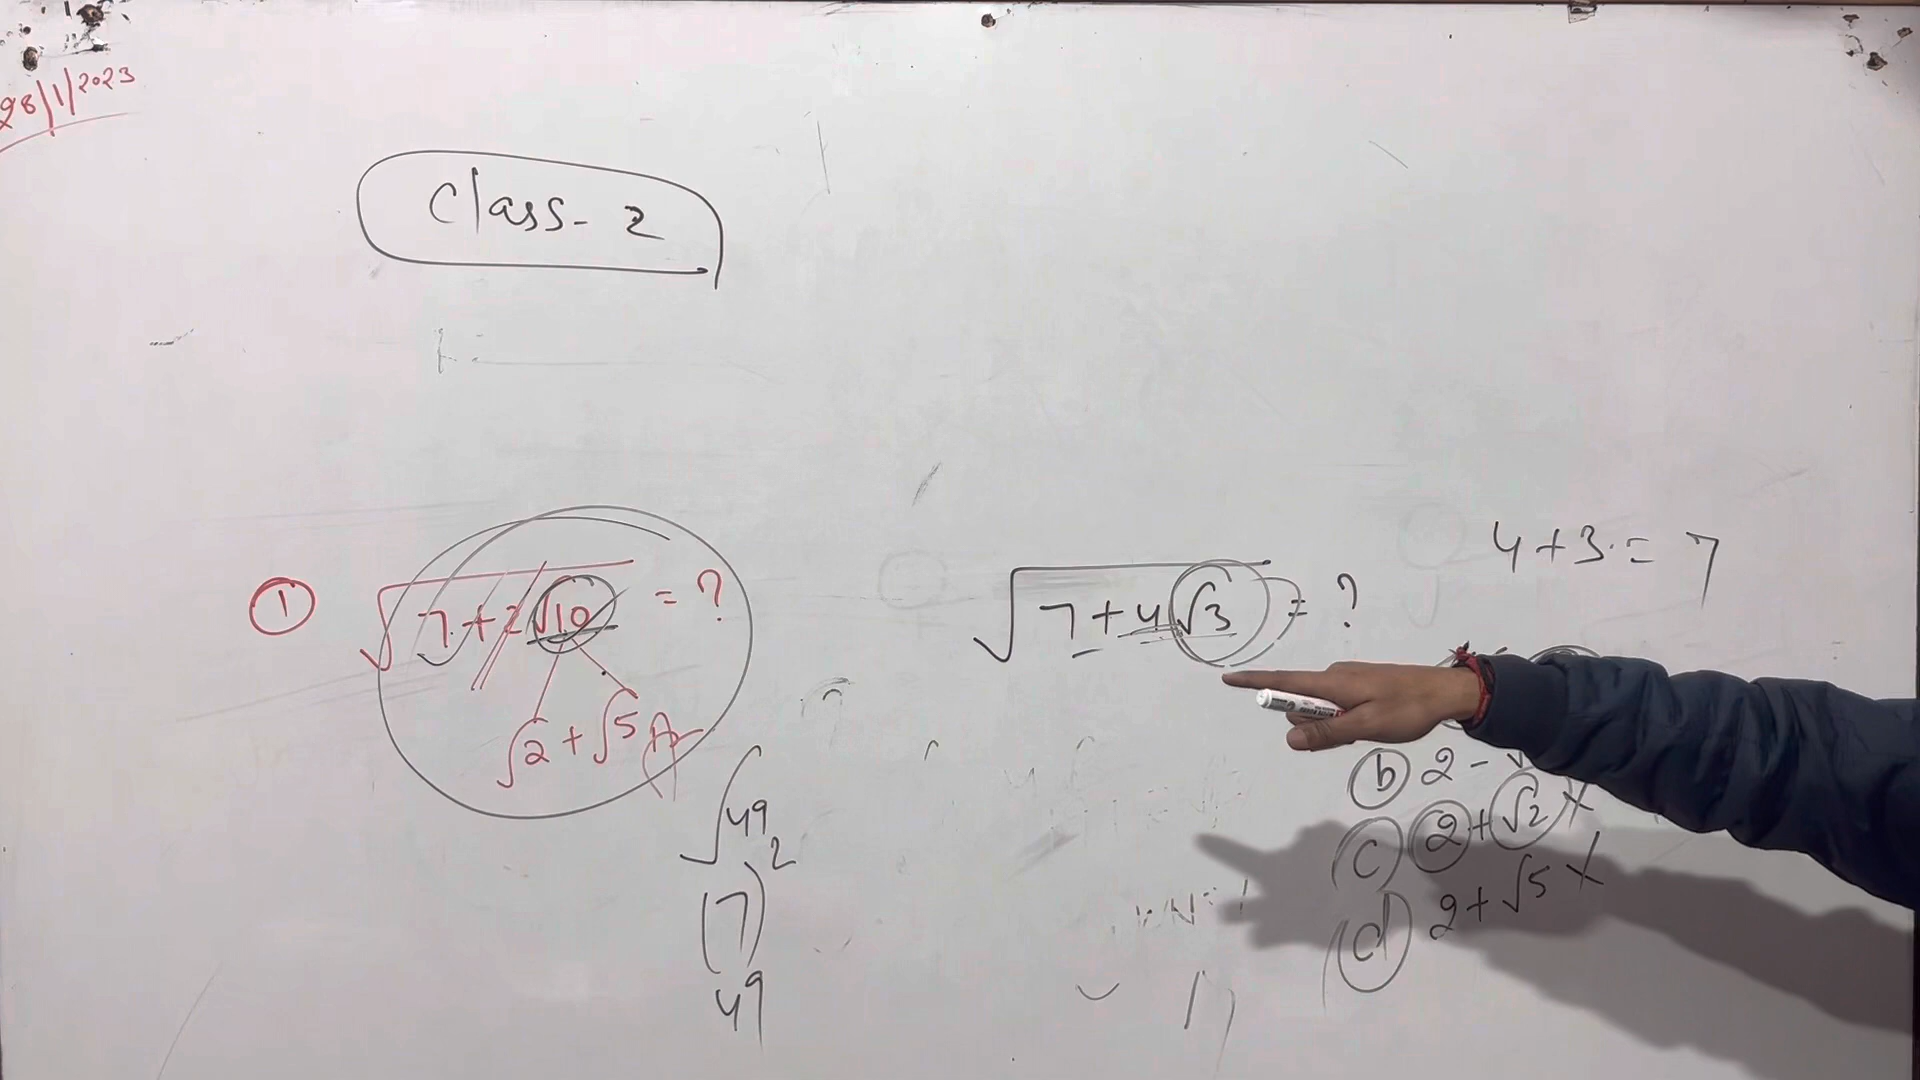 28/1/2023
Class-2
① √7+2√10 = ?
√2+√5
√49
(7)²
49
√7+4√3 = ?
4+3=7
ⓑ 2-√
ⓒ 2+√2 ×
ⓓ 2+√5 ×